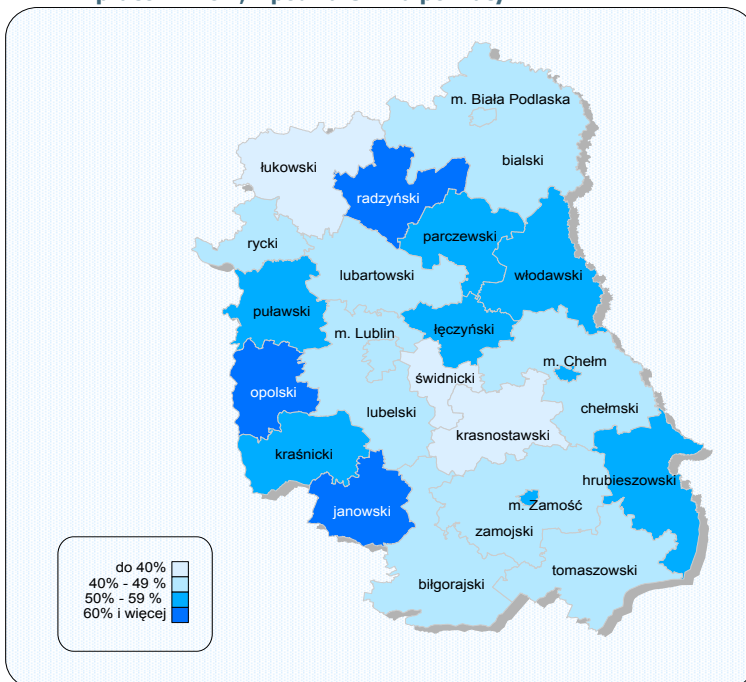 m. Biała Podlaska
bialski
łukowski
radzyński
parczewski
rycki
lubartowski
włodawski
puławski
m. Lublin
łęczyński
m. Chełm
świdnicki
opolski
lubelski
chełmski
krasnostawski
kraśnicki
hrubieszowski
m. Zamość
janowski
zamojski
tomaszowski
biłgorajski
do 40%
40% - 49 %
50% - 59 %
60% i więcej